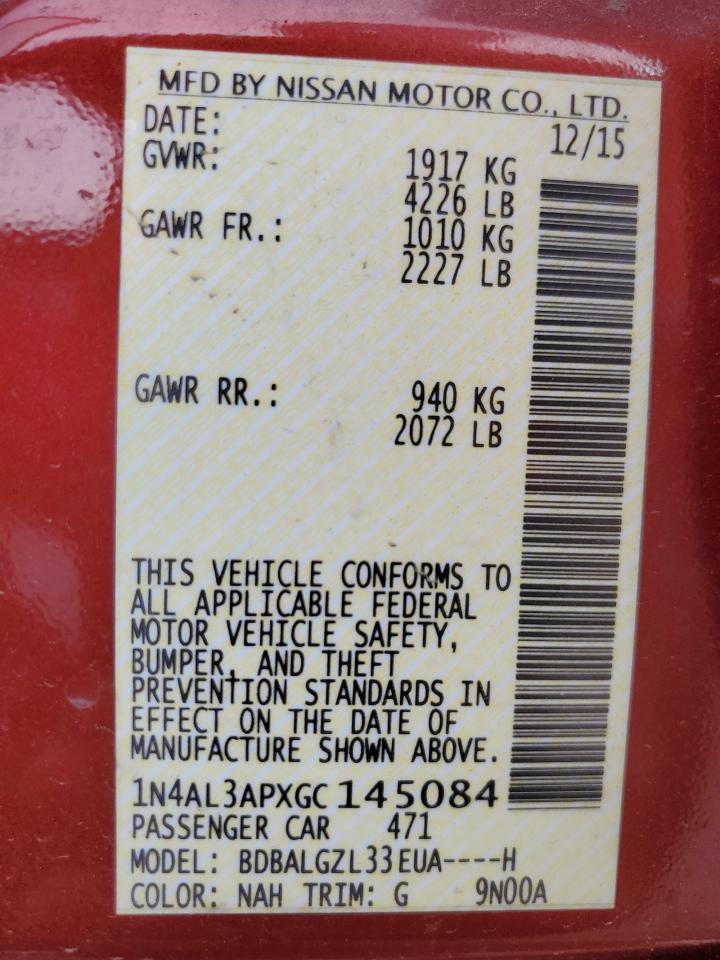 MFD BY NISSAN MOTOR CO., LTD.
DATE: 12/15
GVWR: 1917 KG
4226 LB
GAWR FR.: 1010 KG
2227 LB
GAWR RR.: 940 KG
2072 LB
THIS VEHICLE CONFORMS TO
ALL APPLICABLE FEDERAL
MOTOR VEHICLE SAFETY,
BUMPER, AND THEFT
PREVENTION STANDARDS IN
EFFECT ON THE DATE OF
MANUFACTURE SHOWN ABOVE.
1N4AL3APXGC145084
PASSENGER CAR 471
MODEL: BDBALGZL33EUA----H
COLOR: NAH TRIM: G 9N00A